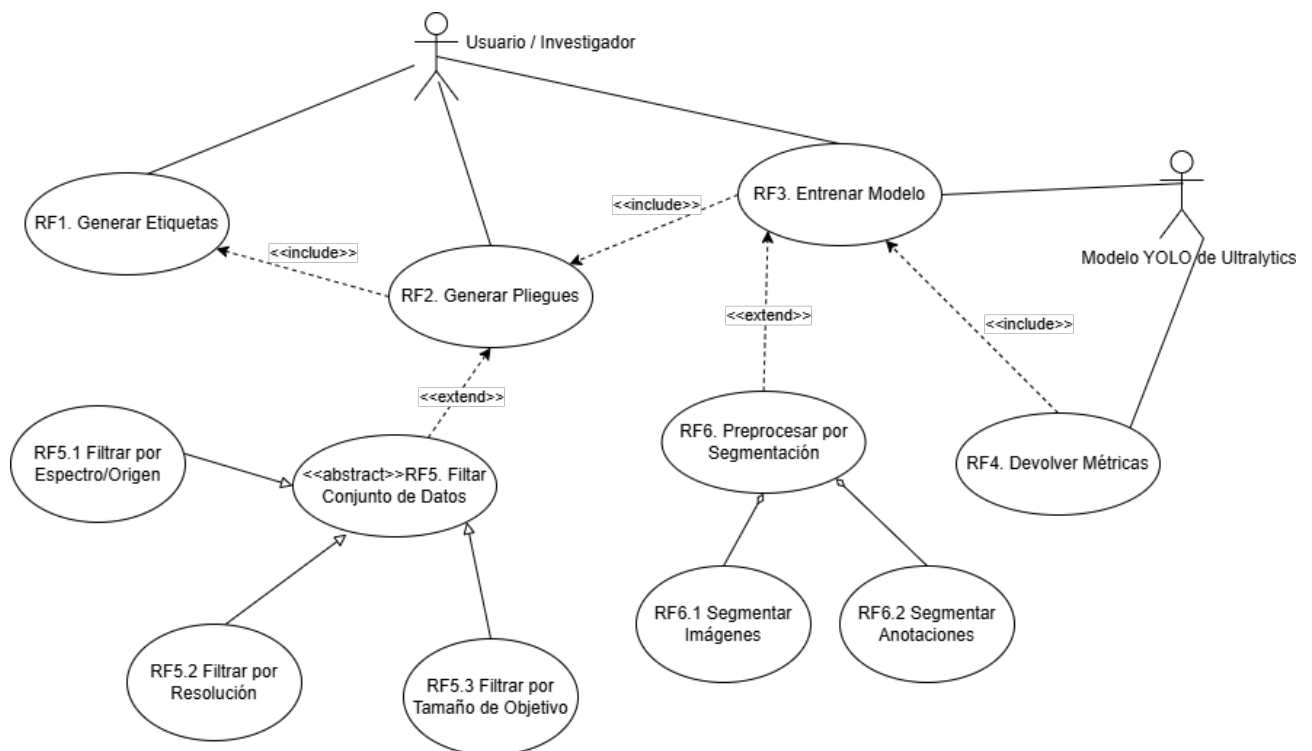 Usuario / Investigador
RF3. Entrenar Modelo
<<include>>
RF1. Generar Etiquetas
<<include>>
Modelo YOLO de Ultralytics
RF2. Generar Pliegues
<<extend>>
<<include>>
<<extend>>
RF5.1 Filtrar por
Espectro/Origen
<<abstract>>RF5. Filtar
Conjunto de Datos
RF6. Preprocesar por
Segmentación
RF4. Devolver Métricas
RF6.1 Segmentar
Imágenes
RF6.2 Segmentar
Anotaciones
RF5.2 Filtrar por
Resolución
RF5.3 Filtrar por
Tamaño de Objetivo